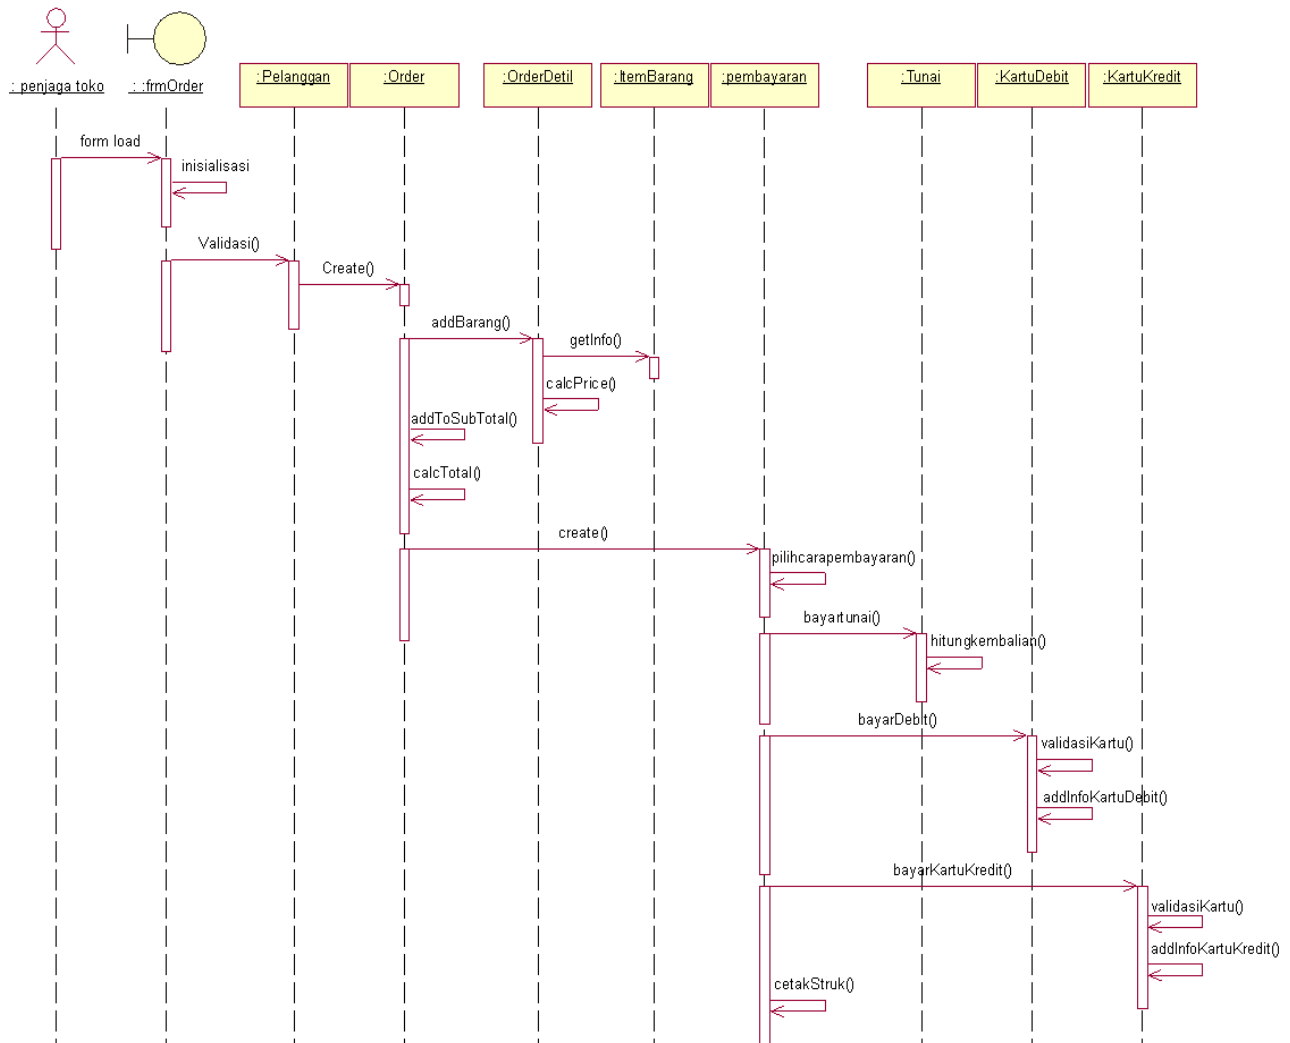 : penjaga toko
: :frmOrder
:Pelanggan
:Order
:OrderDetil
:ItemBarang
:pembayaran
:Tunai
:KartuDebit
:KartuKredit
form load
inisialisasi
Validasi()
Create()
addBarang()
getInfo()
calcPrice()
addToSubTotal()
calcTotal()
create()
pilihcarapembayaran()
bayartunai()
hitungkembalian()
bayarDebit()
validasiKartu()
addInfoKartuDebit()
bayarKartuKredit()
validasiKartu()
addInfoKartuKredit()
cetakStruk()